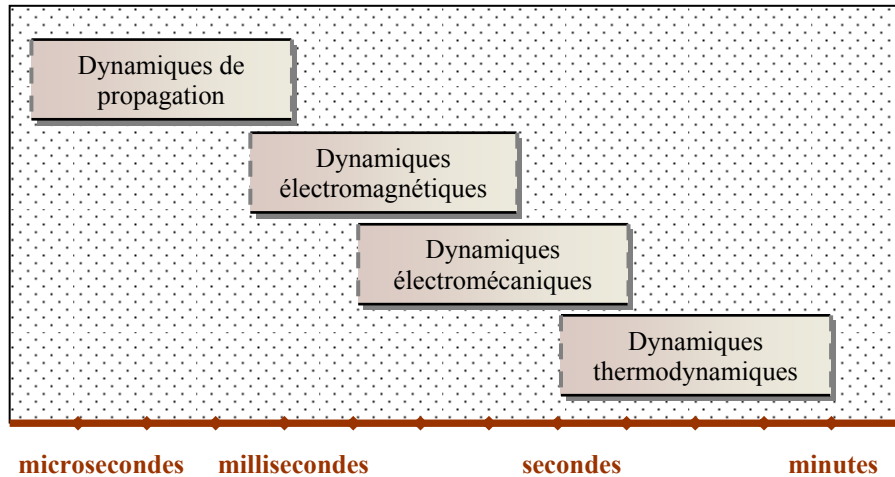 Dynamiques de
propagation
Dynamiques
électromagnétiques
Dynamiques
électromécaniques
Dynamiques
thermodynamiques
microsecondes millisecondes secondes minutes